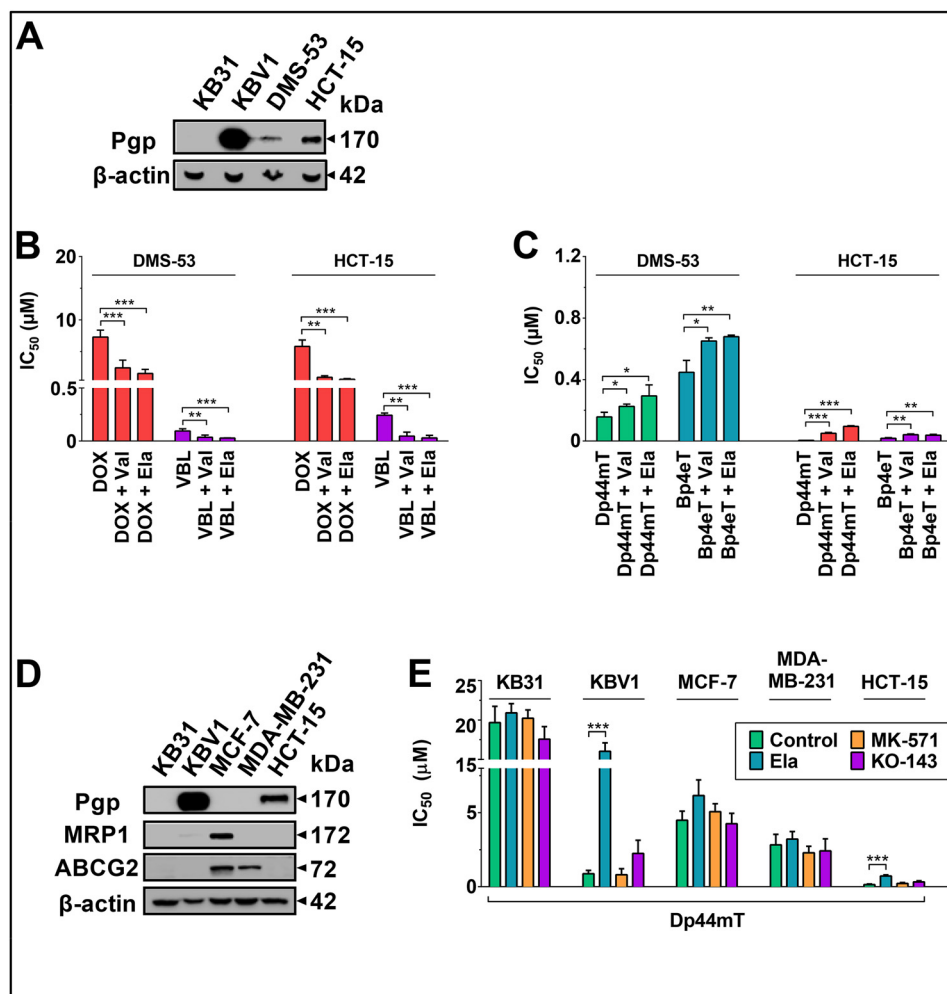 A
KB31
KBV1
DMS-53
HCT-15
kDa
Pgp
170
β-actin
42
B
DMS-53
HCT-15
IC50 (μM)
20
10
0.5
0
***
***
**
***
**
***
**
***
DOX
DOX + Val
DOX + Ela
VBL
VBL + Val
VBL + Ela
DOX
DOX + Val
DOX + Ela
VBL
VBL + Val
VBL + Ela
C
DMS-53
HCT-15
IC50 (μM)
1.2
0.8
0.4
0
*
*
*
**
***
***
**
**
Dp44mT
Dp44mT + Val
Dp44mT + Ela
Bp4eT
Bp4eT + Val
Bp4eT + Ela
Dp44mT
Dp44mT + Val
Dp44mT + Ela
Bp4eT
Bp4eT + Val
Bp4eT + Ela
D
KB31
KBV1
MCF-7
MDA-MB-231
HCT-15
kDa
Pgp
170
MRP1
172
ABCG2
72
β-actin
42
E
KB31
KBV1
MCF-7
MDA-
MB-231
HCT-15
Control
MK-571
Ela
KO-143
IC50 (μM)
25
20
15
5
0
***
***
Dp44mT